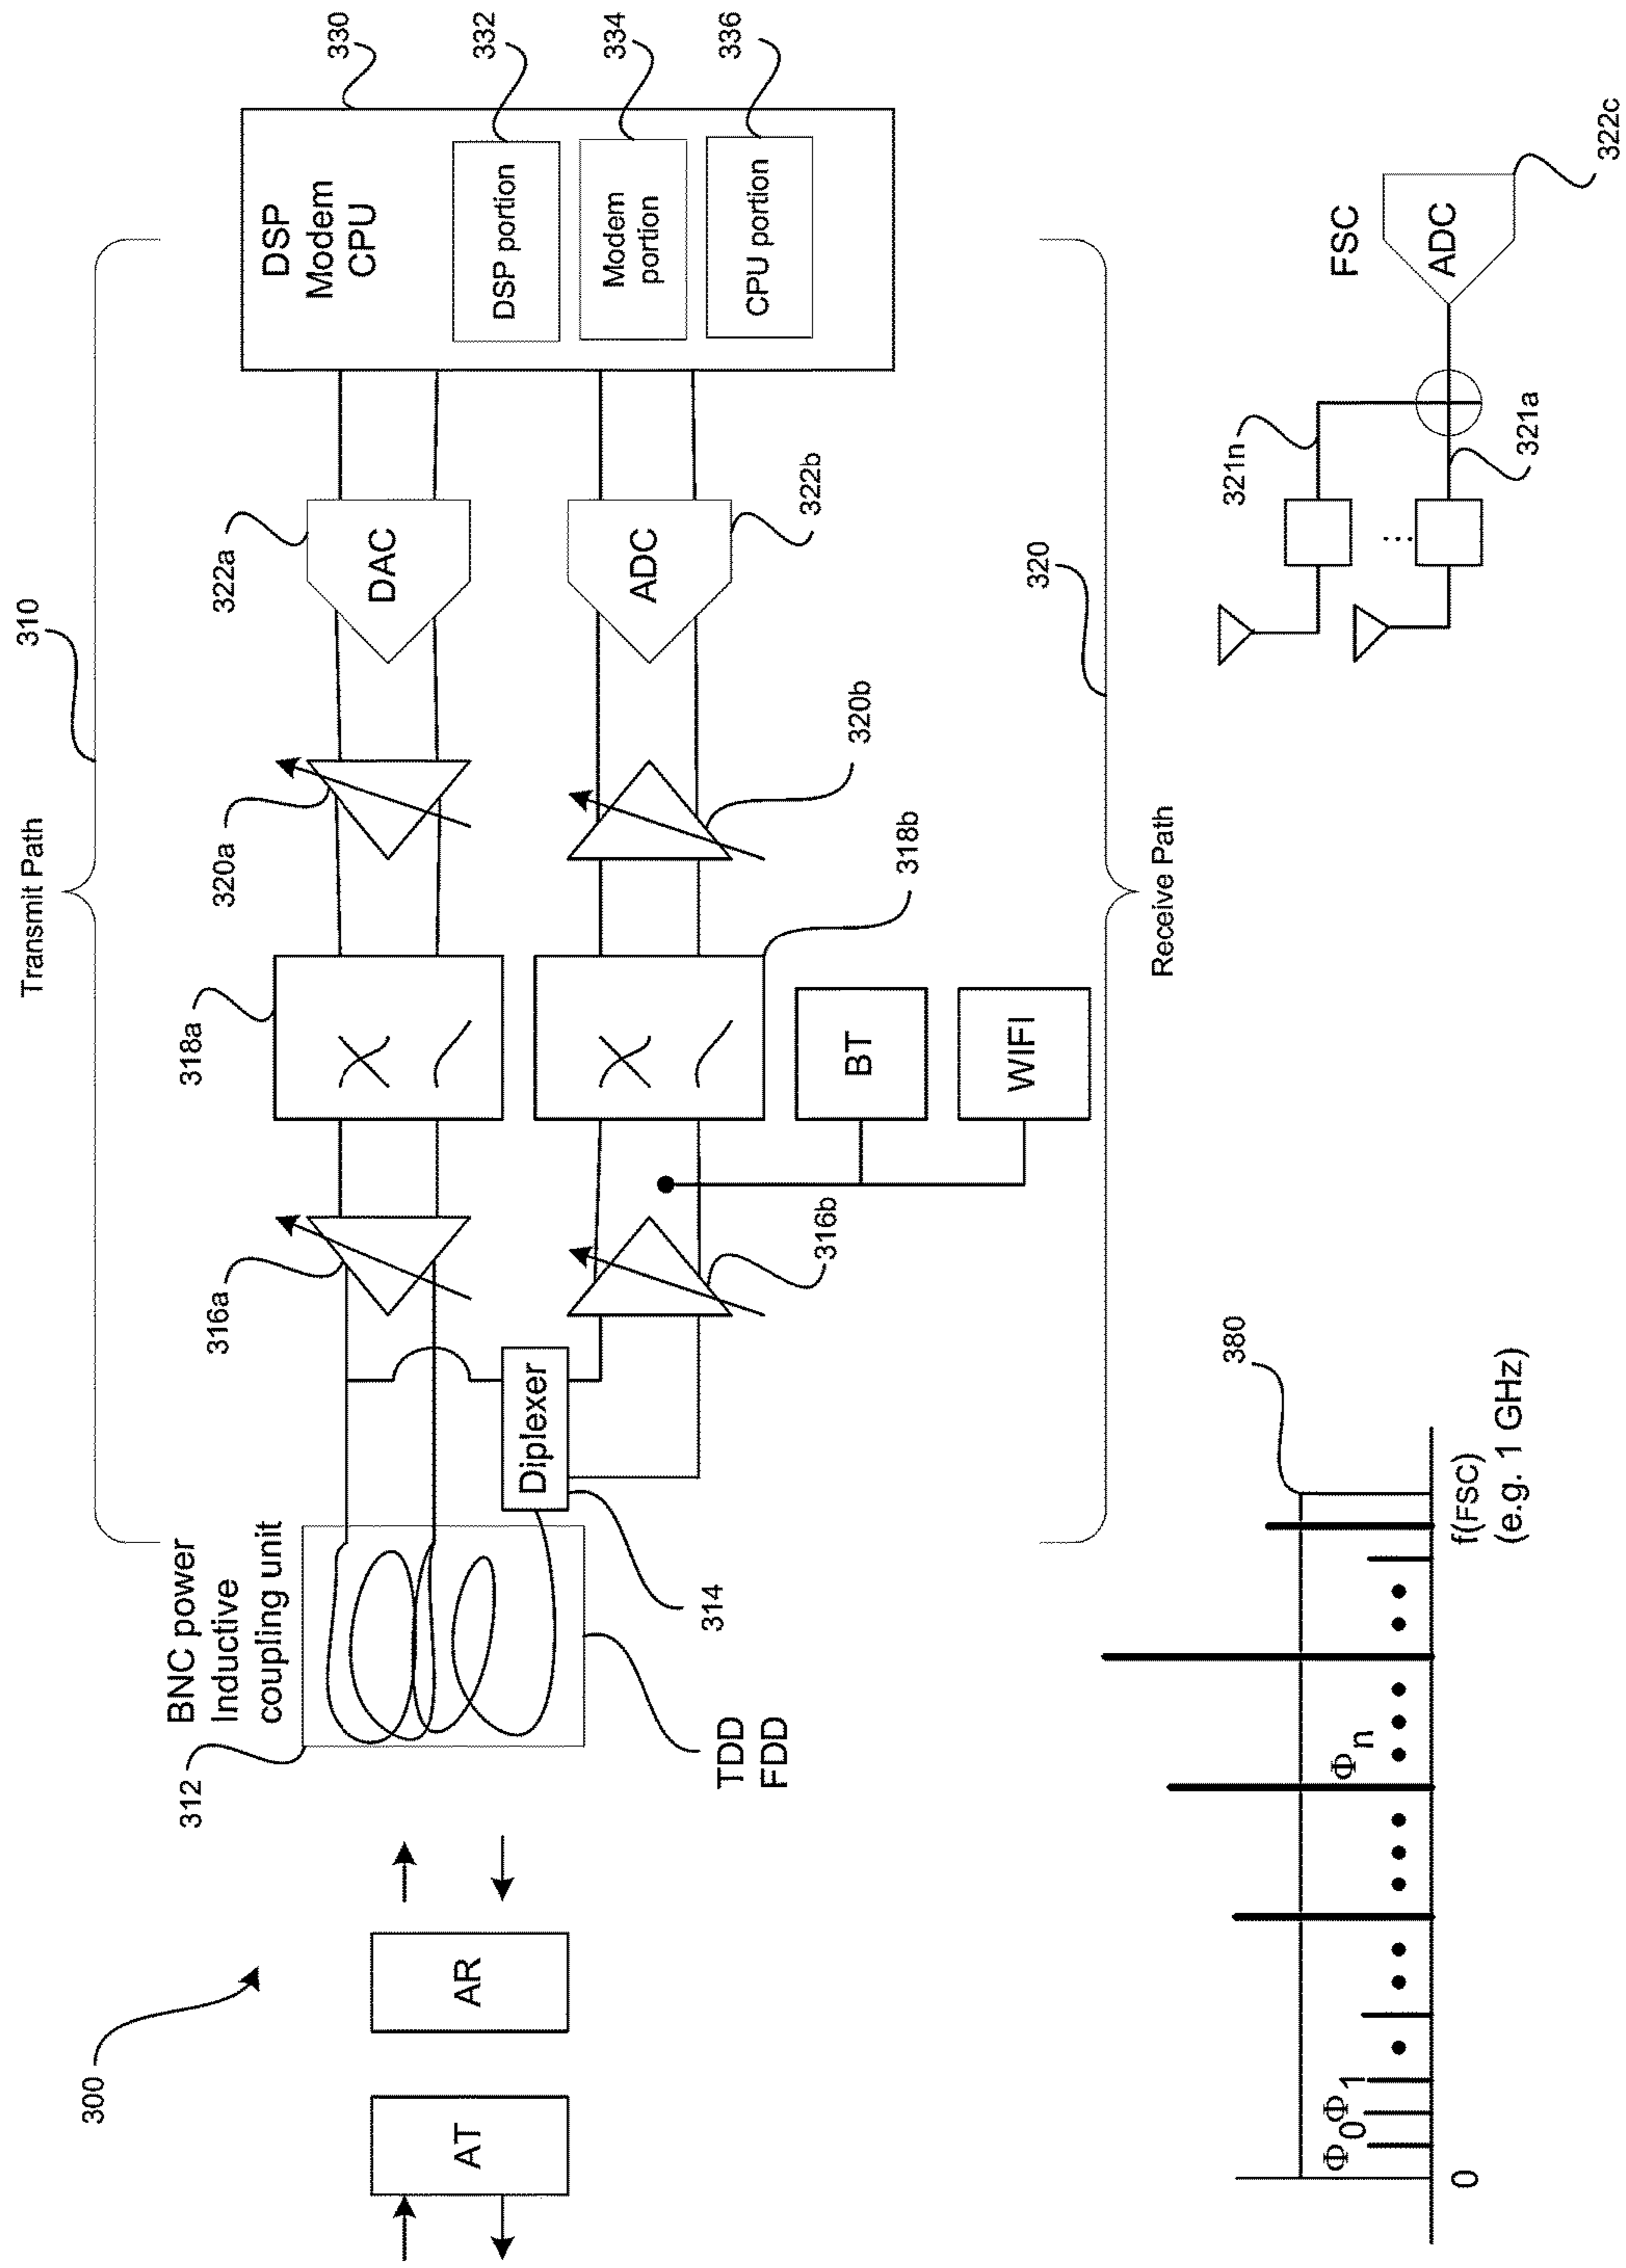 300
AT
AR
312
BNC power
Inductive
coupling unit
TDD
FDD
314
Diplexer
Transmit Path
310
316a
318a
320a
322a
DAC
316b
318b
320b
322b
ADC
BT
WIFI
DSP
Modem
CPU
330
DSP portion
332
Modem
portion
334
CPU portion
336
Receive Path
320
380
Φ0 Φ1
Φn
0
f(FSC)
(e.g. 1 GHz)
321n
321a
FSC
ADC
322c